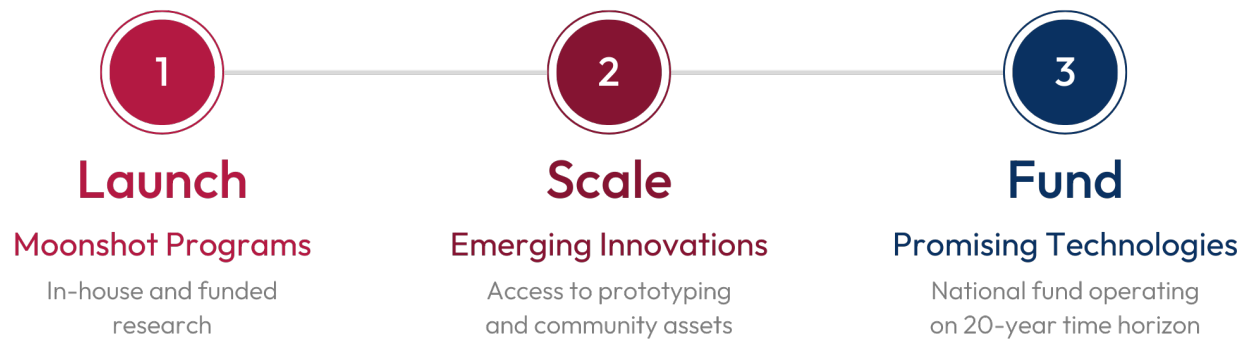 1
2
3
Launch
Moonshot Programs
In-house and funded
research
Scale
Emerging Innovations
Access to prototyping
and community assets
Fund
Promising Technologies
National fund operating
on 20-year time horizon